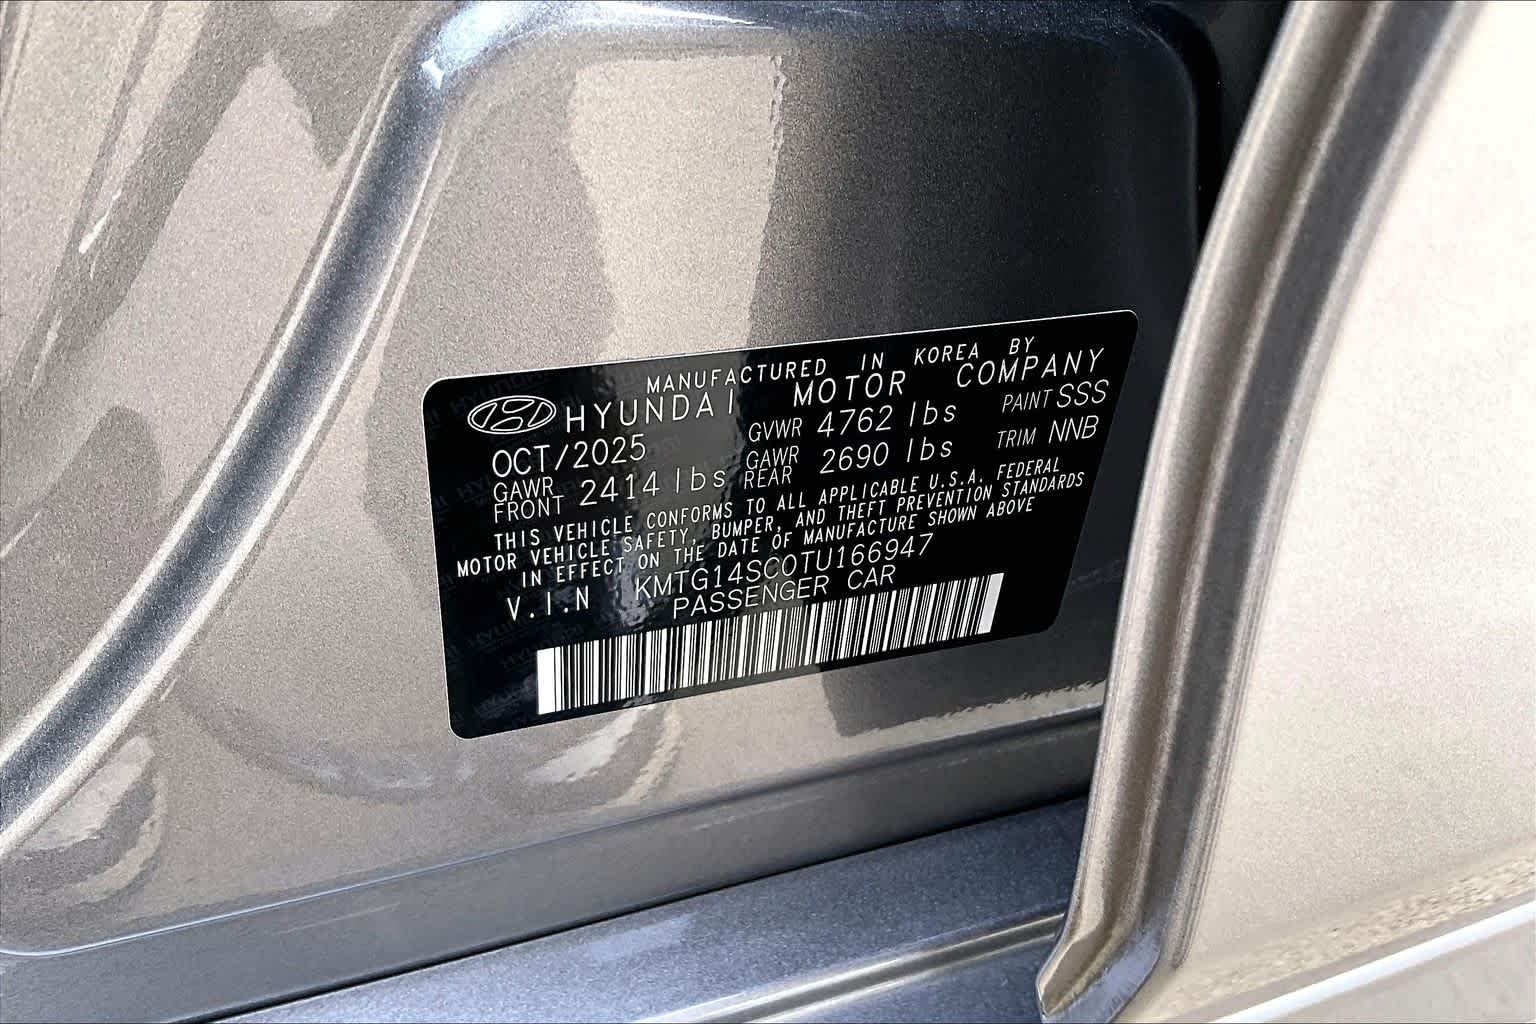 MANUFACTURED IN KOREA BY
HYUNDAI MOTOR COMPANY
OCT/2025 GVWR 4762 lbs PAINT SSS
GAWR FRONT 2414 lbs GAWR REAR 2690 lbs TRIM NNB
THIS VEHICLE CONFORMS TO ALL APPLICABLE U.S.A. FEDERAL
MOTOR VEHICLE SAFETY, BUMPER, AND THEFT PREVENTION STANDARDS
IN EFFECT ON THE DATE OF MANUFACTURE SHOWN ABOVE
V.I.N KMTG14SC0TU166947
PASSENGER CAR